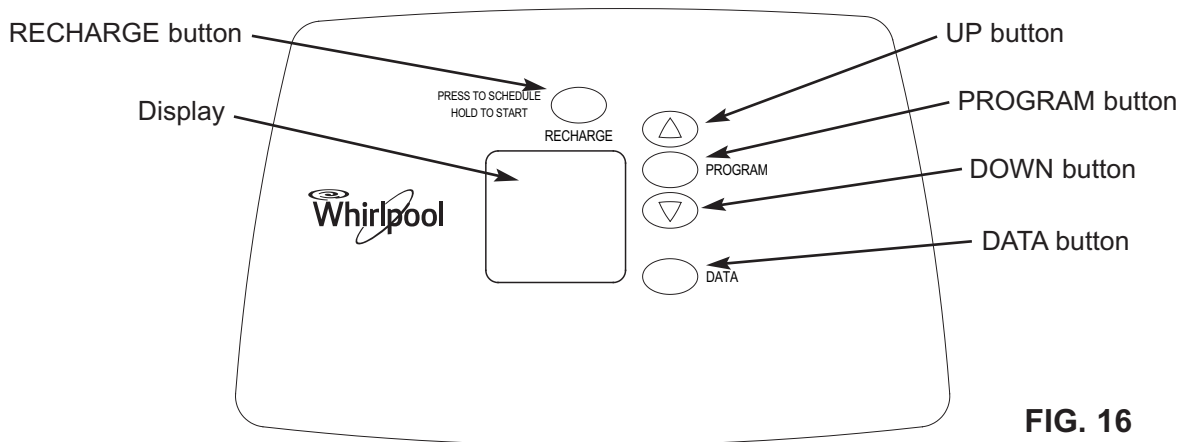 RECHARGE button
UP button
PRESS TO SCHEDULE
HOLD TO START
Display
PROGRAM button
RECHARGE
PROGRAM
DOWN button
Whirlpool
DATA button
DATA
FIG. 16